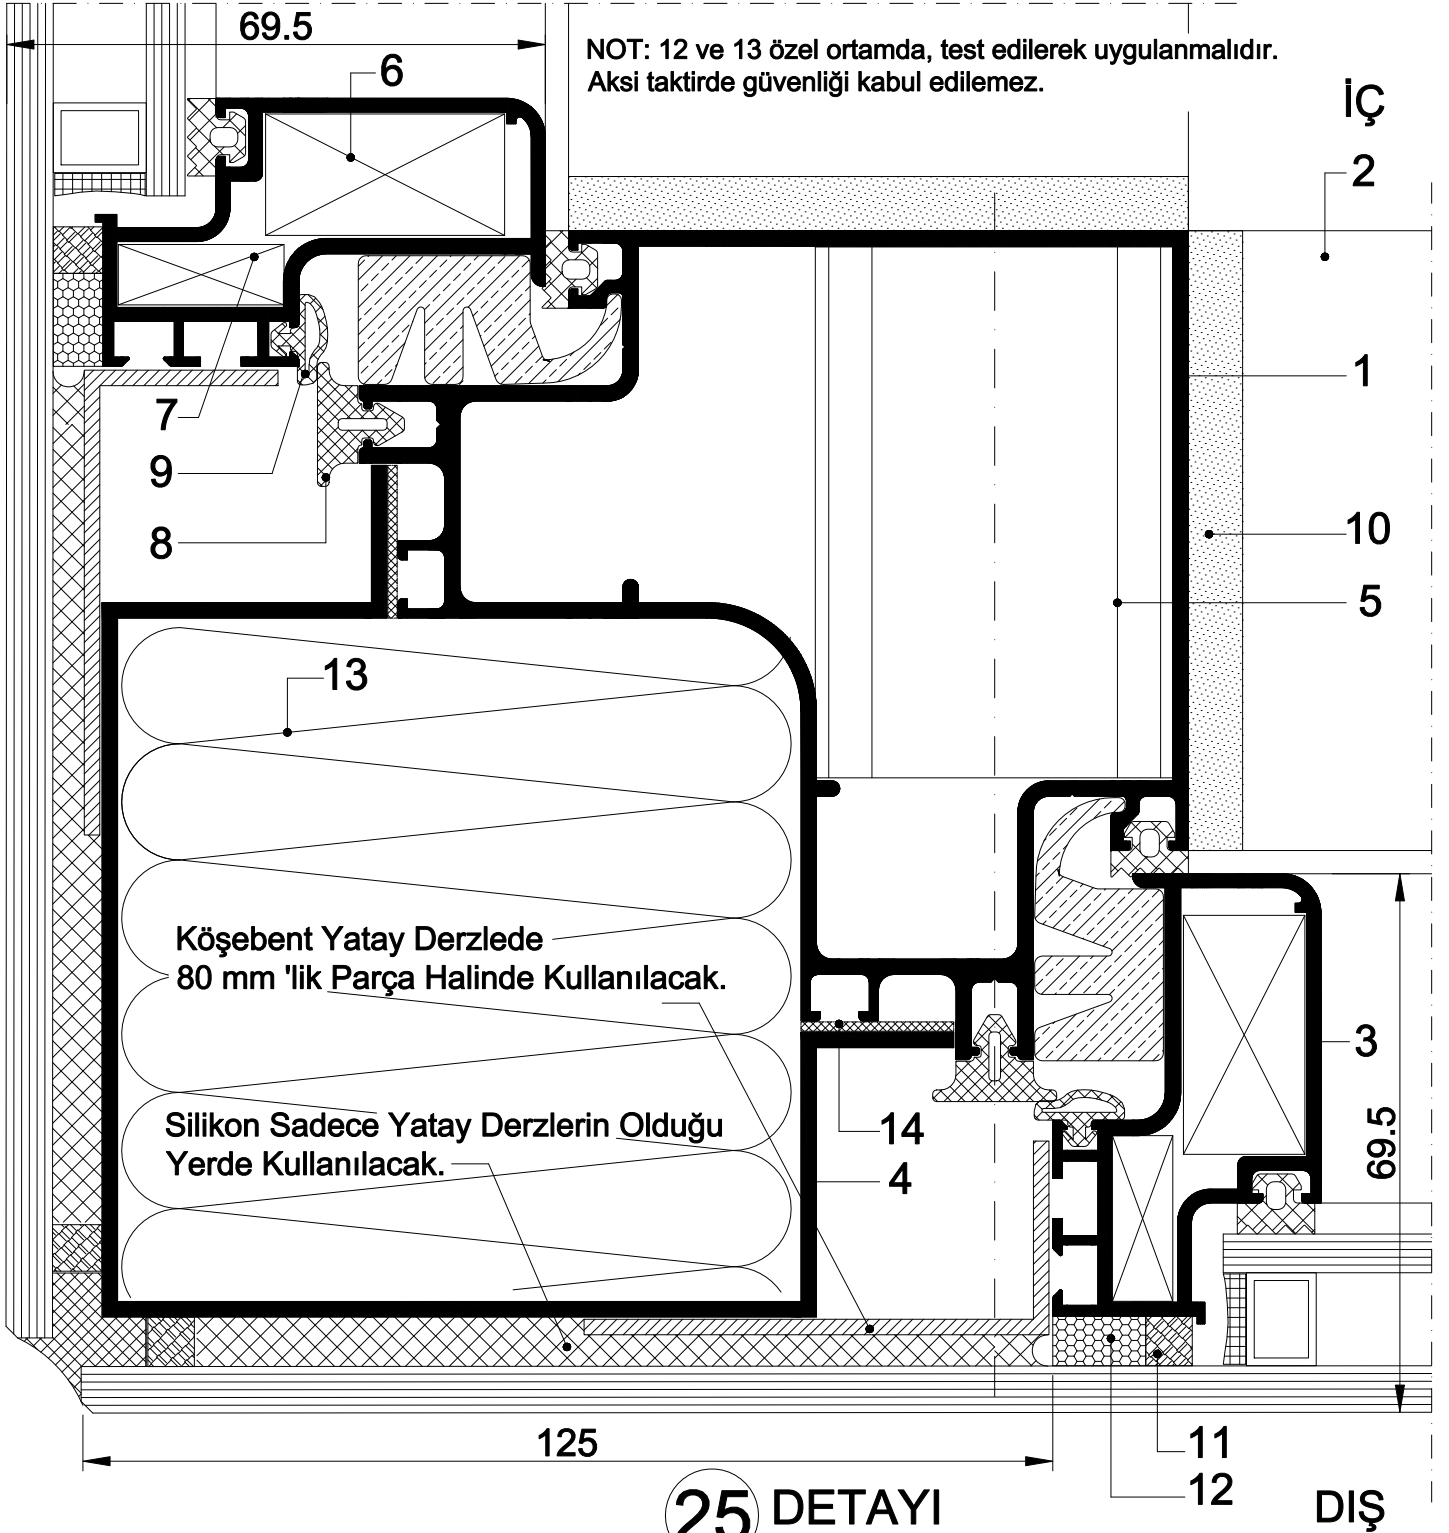 69.5
NOT: 12 ve 13 özel ortamda, test edilerek uygulanmalıdır.
Aksi taktirde güvenliği kabul edilemez.
6
İÇ
2
1
7
9
8
10
5
13
Köşebent Yatay Derzlede
80 mm 'lik Parça Halinde Kullanılacak.
3
14
4
Silikon Sadece Yatay Derzlerin Olduğu
Yerde Kullanılacak.
69.5
125
11
12
25 DETAYI
DIŞ